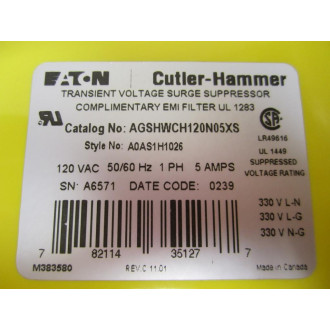 EATON Cutler-Hammer
TRANSIENT VOLTAGE SURGE SUPPRESSOR
COMPLIMENTARY EMI FILTER UL 1283
Catalog No: AGSHWCH120N05XS
Style No: A0AS1H1026
120 VAC 50/60 Hz 1 PH 5 AMPS
SN: A6571 DATE CODE: 0239
LR49616
UL 1449
SUPPRESSED
VOLTAGE RATING
330 V L-N
330 V L-G
330 V N-G
7 82114 35127 7
M383580 REV.C 11.01 Made in Canada